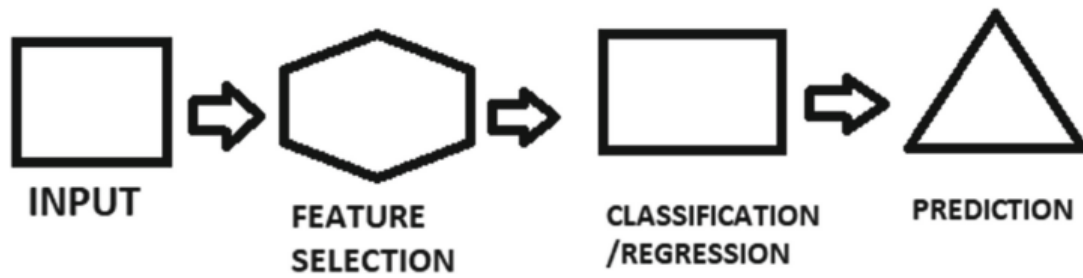 INPUT
FEATURE
SELECTION
CLASSIFICATION
/REGRESSION
PREDICTION